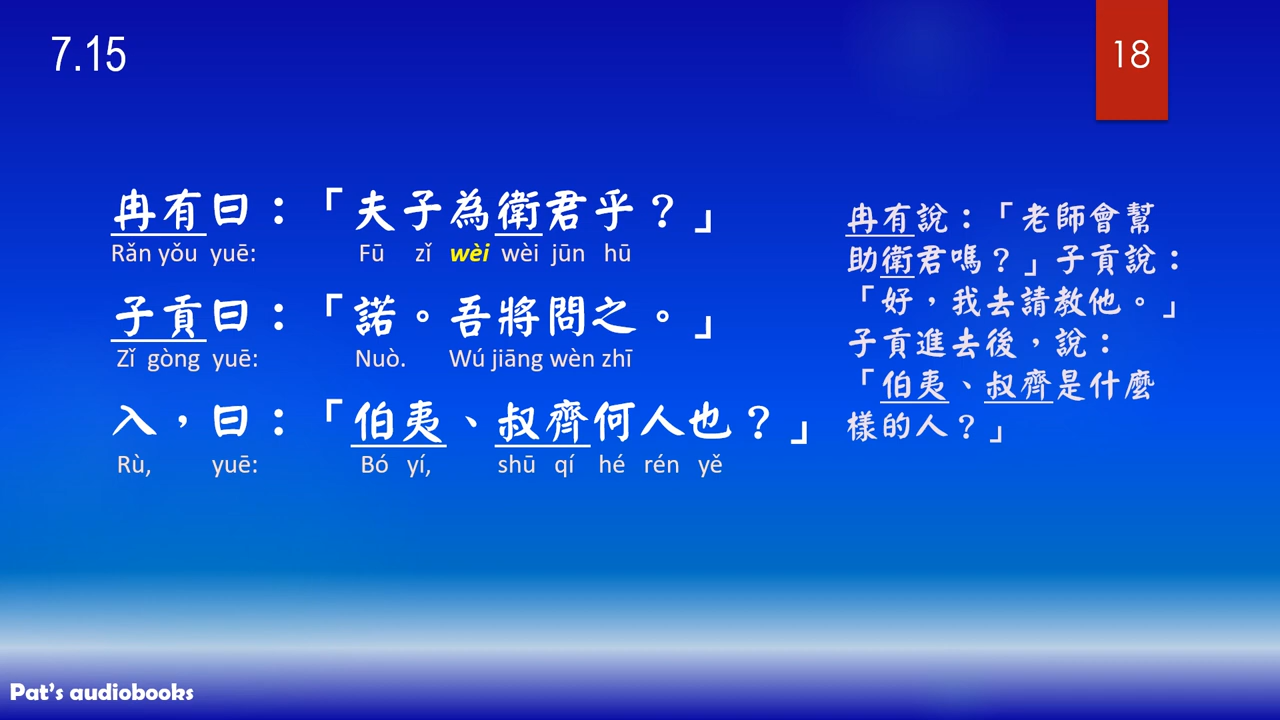 7.15
18
冉有曰：「夫子為衛君乎？」
Rǎn yǒu yuē: Fū zǐ wèi wèi jūn hū
子貢曰：「諾。吾將問之。」
Zǐ gòng yuē: Nuò. Wú jiāng wèn zhī
入，曰：「伯夷、叔齊何人也？」
Rù, yuē: Bó yí, shū qí hé rén yě
冉有說：「老師會幫
助衛君嗎？」子貢說：
「好，我去請教他。」
子貢進去後，說：
「伯夷、叔齊是什麼
樣的人？」
Pat's audiobooks